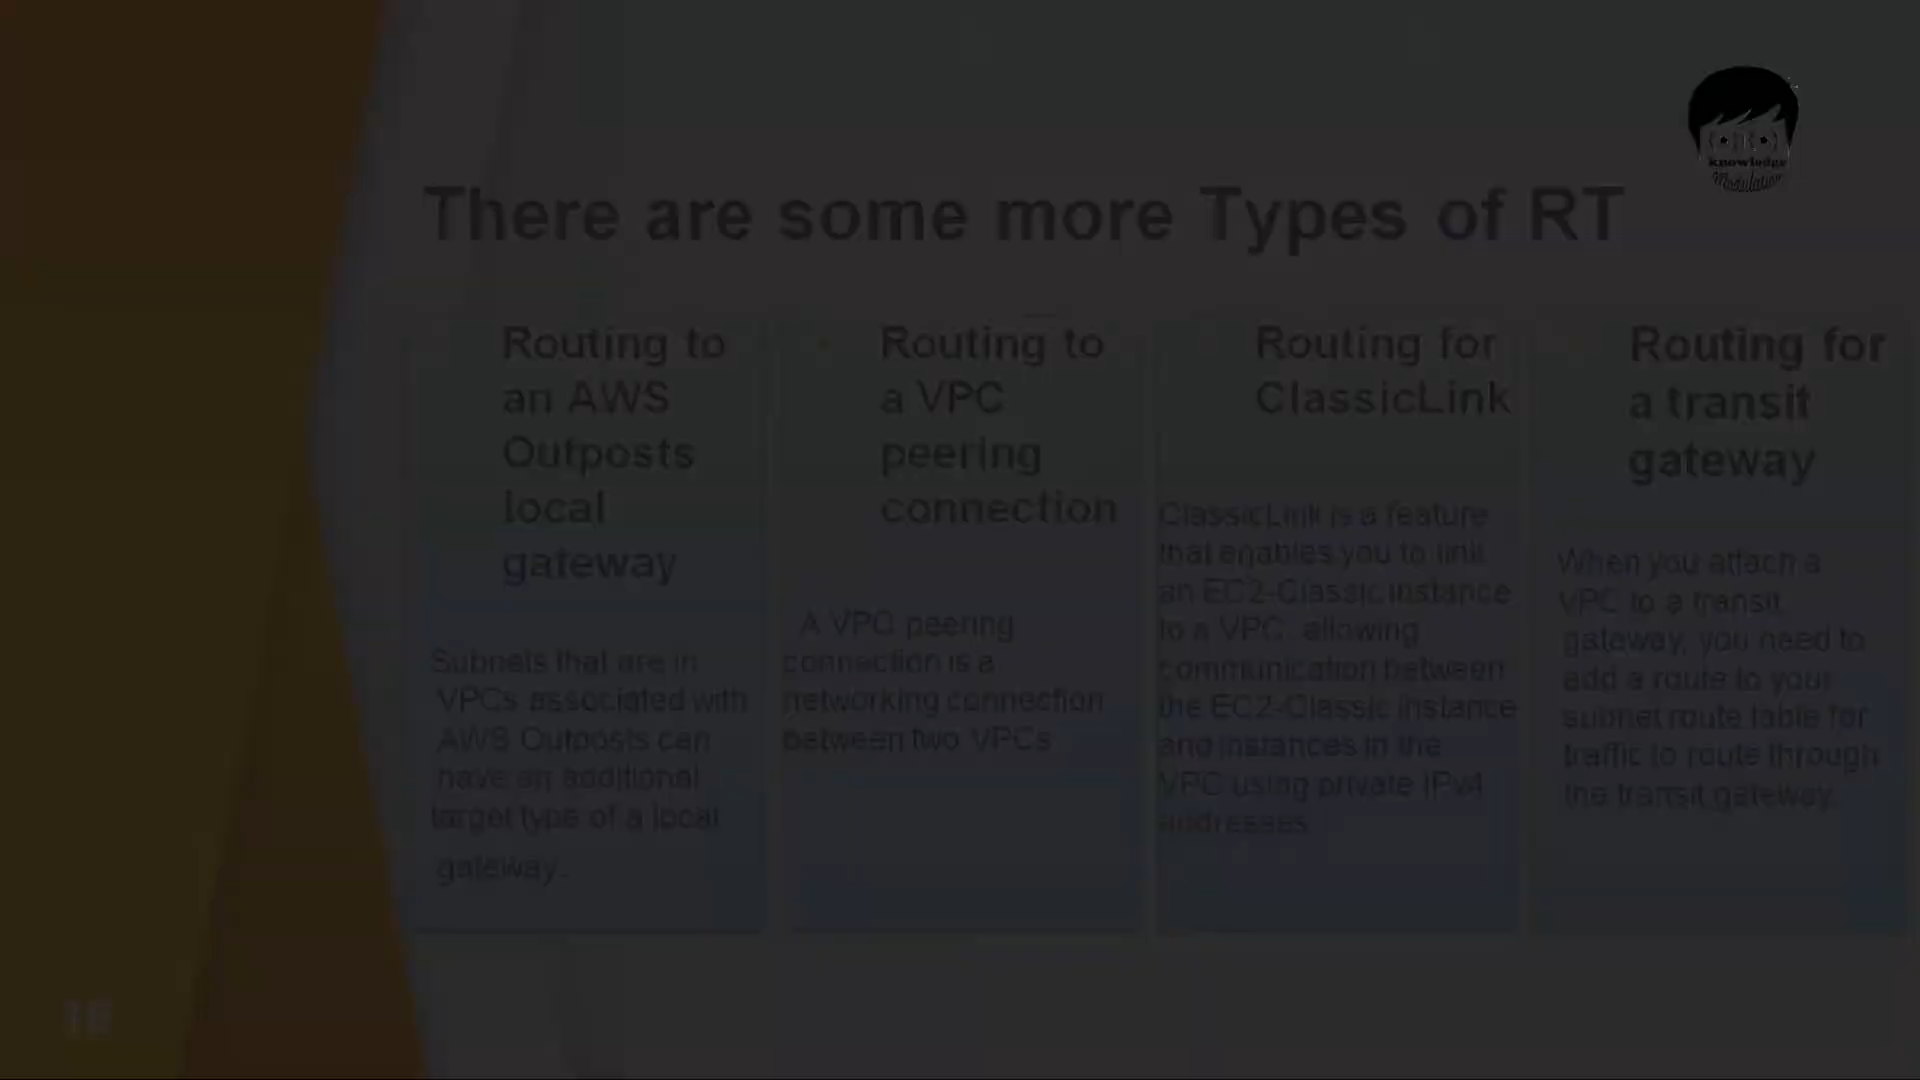 knowledge
Modulation
There are some more Types of RT
Routing to
an AWS
Outposts
local
gateway
Subnets that are in
VPCs associated with
AWS Outposts can
have an additional
target type of a local
gateway.
Routing to
a VPC
peering
connection
A VPC peering
connection is a
networking connection
between two VPCs
Routing for
ClassicLink
ClassicLink is a feature
that enables you to link
an EC2-Classic instance
to a VPC, allowing
communication between
the EC2-Classic instance
and instances in the
VPC using private IPv4
addresses
Routing for
a transit
gateway
When you attach a
VPC to a transit
gateway, you need to
add a route to your
subnet route table for
traffic to route through
the transit gateway.